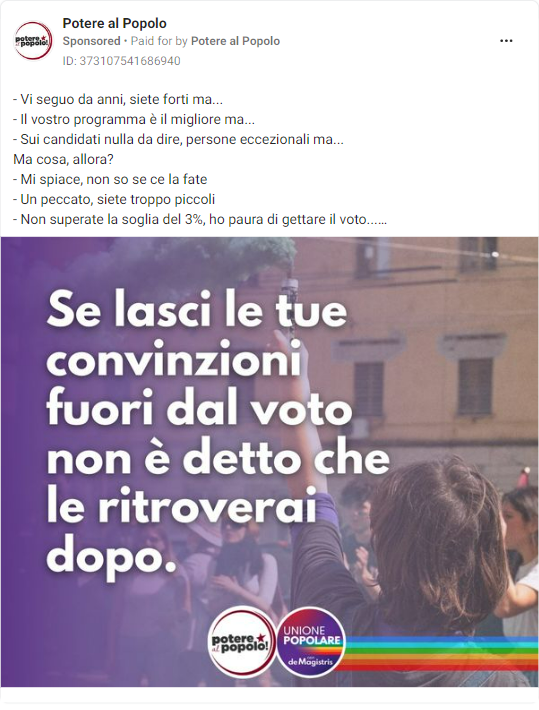 Potere al Popolo
Sponsored • Paid for by Potere al Popolo
ID: 373107541686940
- Vi seguo da anni, siete forti ma...
- Il vostro programma è il migliore ma...
- Sui candidati nulla da dire, persone eccezionali ma...
Ma cosa, allora?
- Mi spiace, non so se ce la fate
- Un peccato, siete troppo piccoli
- Non superate la soglia del 3%, ho paura di gettare il voto......
Se lasci le tue
convinzioni
fuori dal voto
non è detto che
le ritroverai
dopo.
potere
al popolo!
UNIONE
POPOLARE
con
de Magistris